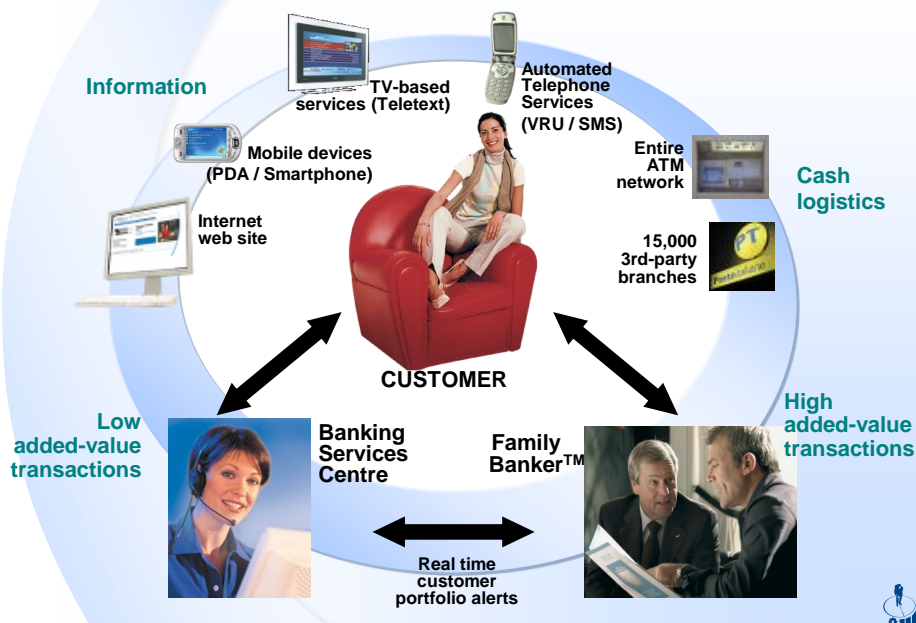 Information
TV-based
services (Teletext)
Automated
Telephone
Services
(VRU / SMS)
Mobile devices
(PDA / Smartphone)
Entire
ATM
network
Cash
logistics
Internet
web site
15,000
3rd-party
branches
PT
Posteitaliane
CUSTOMER
Low
added-value
transactions
Banking
Services
Centre
Family
Banker™
High
added-value
transactions
Real time
customer
portfolio alerts